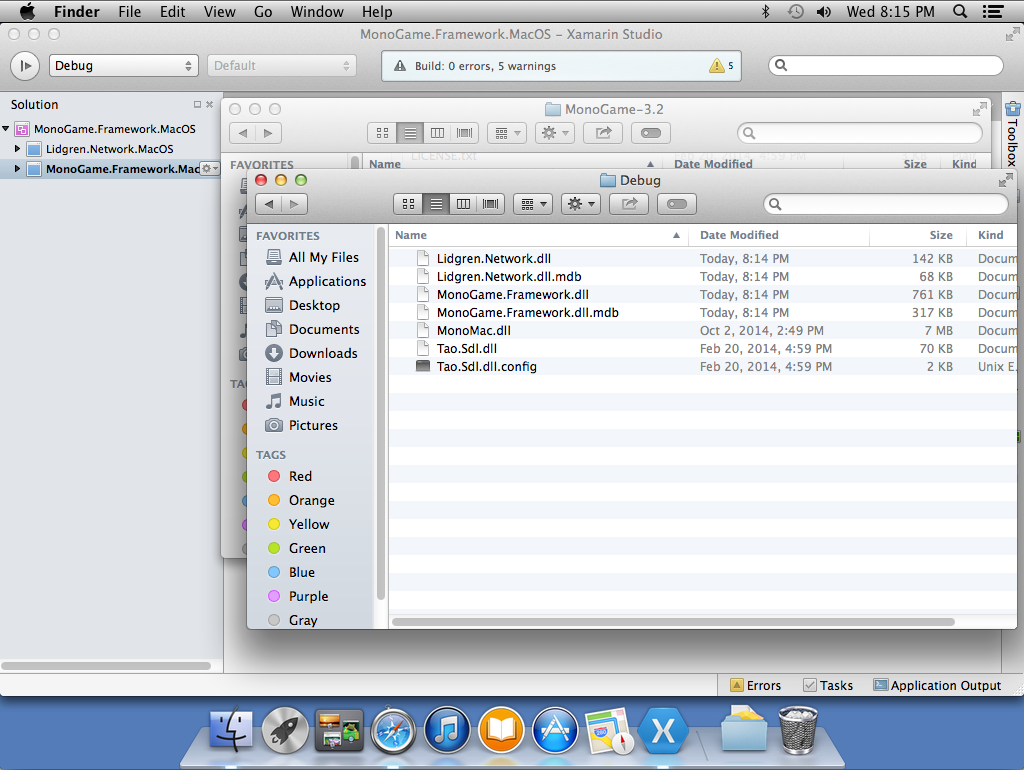 Finder File Edit View Go Window Help Wed 8:15 PM
MonoGame.Framework.MacOS – Xamarin Studio
Debug Default Build: 0 errors, 5 warnings 5
Solution
MonoGame.Framework.MacOS
Lidgren.Network.MacOS
MonoGame.Framework.Mac
Toolbox
MonoGame-3.2
FAVORITES Name Date Modified Size Kind
LICENSE.txt
Debug
FAVORITES
All My Files
Applications
Desktop
Documents
Downloads
Movies
Music
Pictures
TAGS
Red
Orange
Yellow
Green
Blue
Purple
Gray
Name Date Modified Size Kind
Lidgren.Network.dll Today, 8:14 PM 142 KB Docum
Lidgren.Network.dll.mdb Today, 8:14 PM 68 KB Docum
MonoGame.Framework.dll Today, 8:14 PM 761 KB Docum
MonoGame.Framework.dll.mdb Today, 8:14 PM 317 KB Docum
MonoMac.dll Oct 2, 2014, 2:49 PM 7 MB Docum
Tao.Sdl.dll Feb 20, 2014, 4:59 PM 70 KB Docum
Tao.Sdl.dll.config Feb 20, 2014, 4:59 PM 2 KB Unix E.
TA
Errors Tasks Application Output